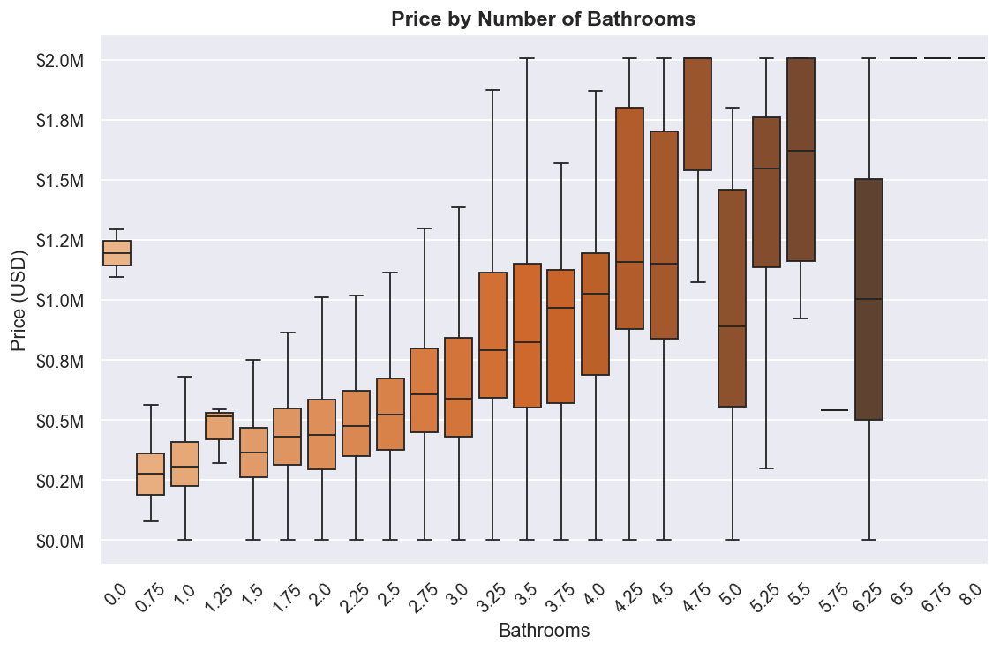 Price by Number of Bathrooms
$2.0M
$1.8M
$1.5M
$1.2M
$1.0M
$0.8M
$0.5M
$0.2M
$0.0M
Price (USD)
0.0 0.75 1.0 1.25 1.5 1.75 2.0 2.25 2.5 2.75 3.0 3.25 3.5 3.75 4.0 4.25 4.5 4.75 5.0 5.25 5.5 5.75 6.25 6.5 6.75 8.0
Bathrooms